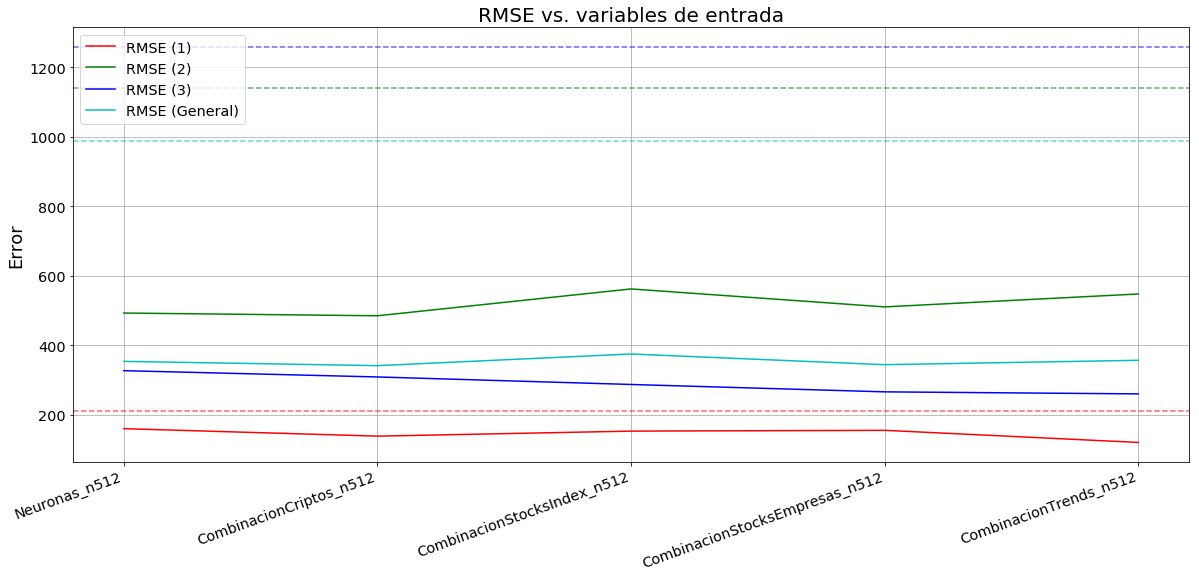 RMSE vs. variables de entrada
RMSE (1)
RMSE (2)
RMSE (3)
RMSE (General)
Error
1200
1000
800
600
400
200
Neuronas_n512
CombinacionCriptos_n512
CombinacionStocksIndex_n512
CombinacionStocksEmpresas_n512
CombinacionTrends_n512